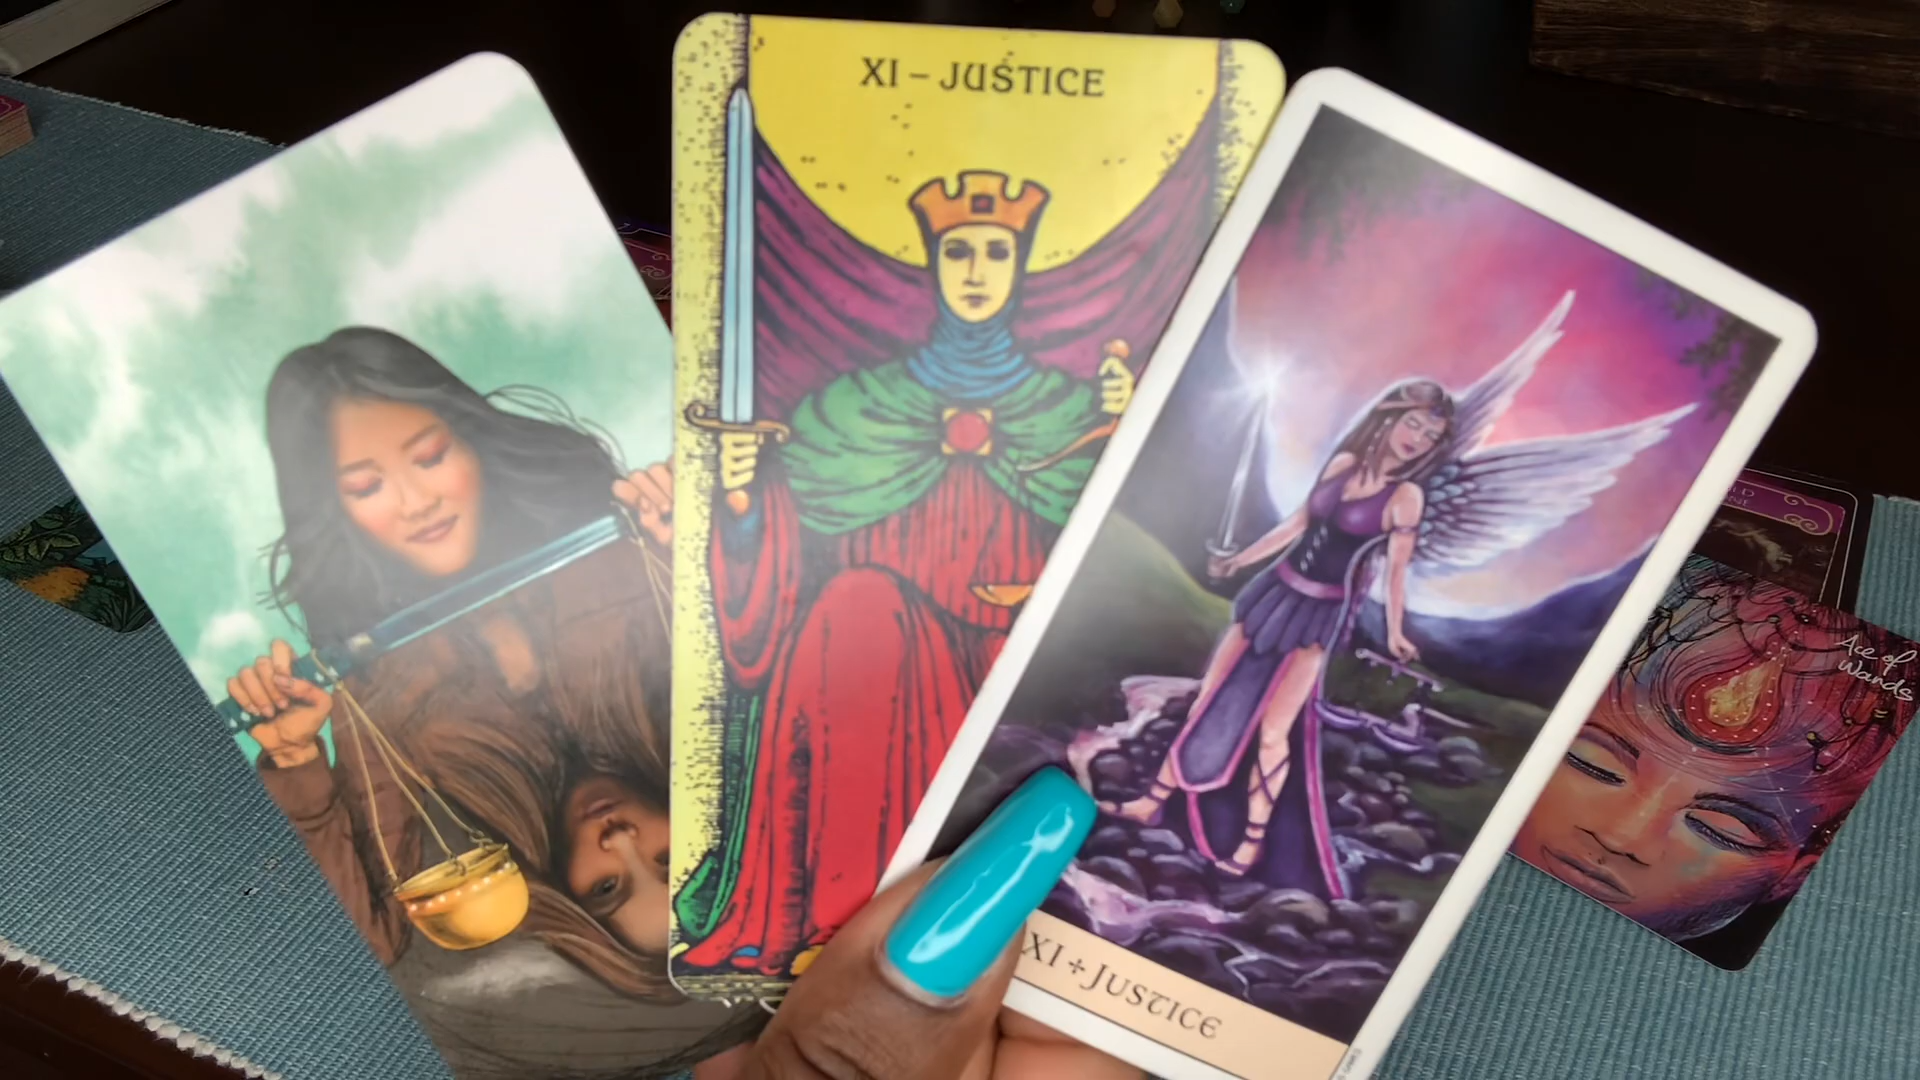 XI – JUSTICE
XI + JUSTICE
Ace of
Wands